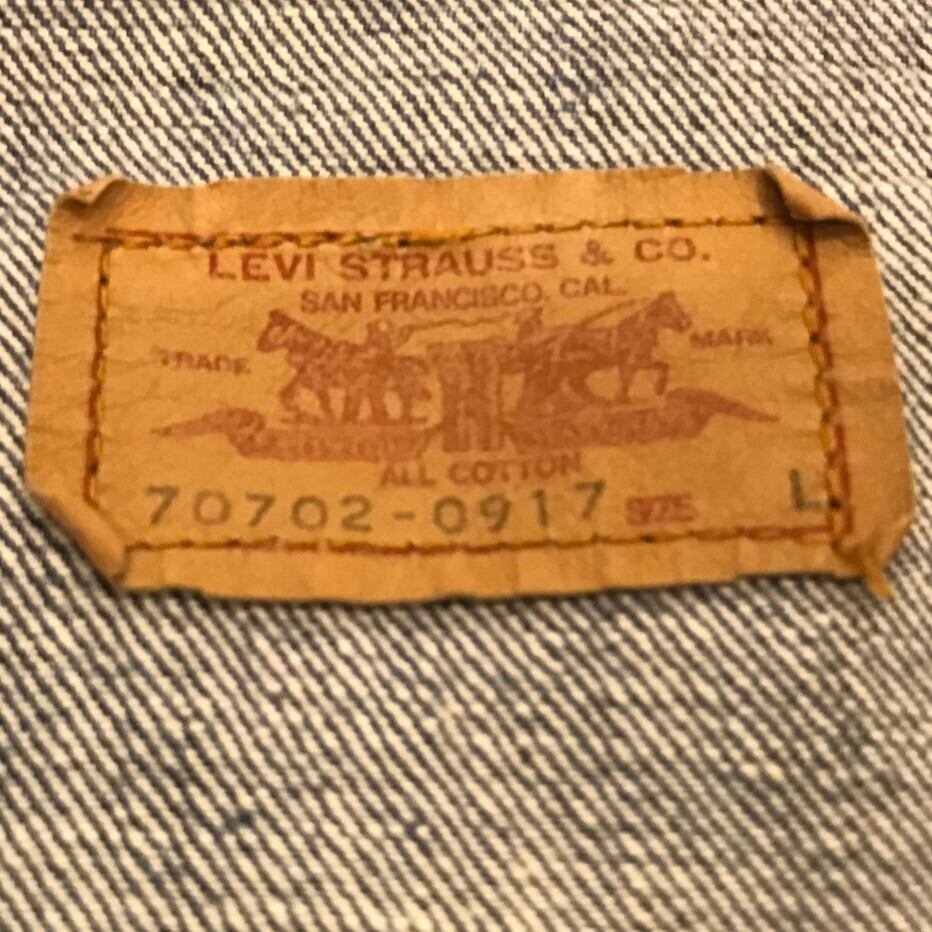 LEVI STRAUSS & CO.
SAN FRANCISCO, CAL.
TRADE MARK
ALL COTTON
70702-0917 SIZE L